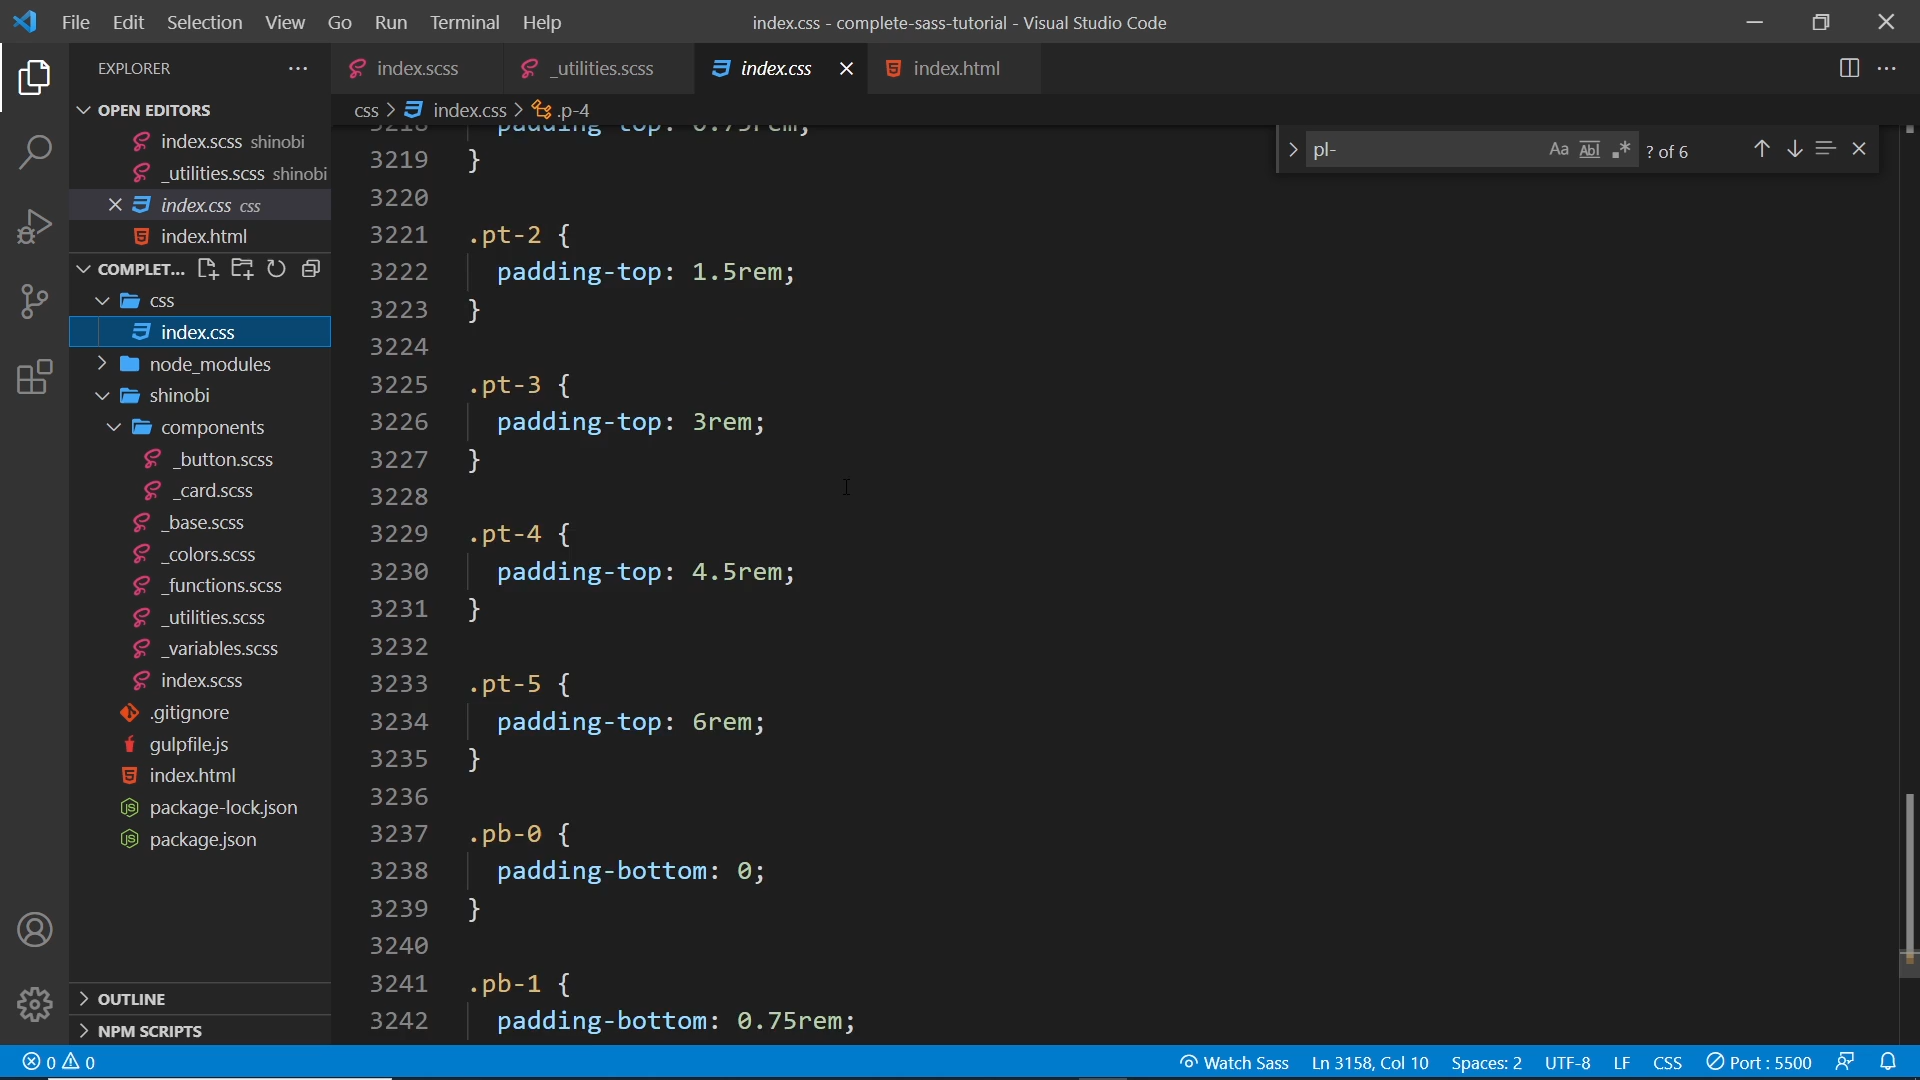 File Edit Selection View Go Run Terminal Help
index.css - complete-sass-tutorial - Visual Studio Code
EXPLORER
index.scss
_utilities.scss
index.css
index.html
OPEN EDITORS
index.scss shinobi
_utilities.scss shinobi
index.css css
index.html
COMPLET...
css
index.css
node_modules
shinobi
components
_button.scss
_card.scss
_base.scss
_colors.scss
_functions.scss
_utilities.scss
_variables.scss
index.scss
.gitignore
gulpfile.js
index.html
package-lock.json
package.json
OUTLINE
NPM SCRIPTS
css > index.css > .p-4
pl-
Aa Abl .* ? of 6
3218 padding-top: 0.75rem;
3219 }
3220
3221 .pt-2 {
3222 padding-top: 1.5rem;
3223 }
3224
3225 .pt-3 {
3226 padding-top: 3rem;
3227 }
3228
3229 .pt-4 {
3230 padding-top: 4.5rem;
3231 }
3232
3233 .pt-5 {
3234 padding-top: 6rem;
3235 }
3236
3237 .pb-0 {
3238 padding-bottom: 0;
3239 }
3240
3241 .pb-1 {
3242 padding-bottom: 0.75rem;
0 0
Watch Sass Ln 3158, Col 10 Spaces: 2 UTF-8 LF CSS Port : 5500